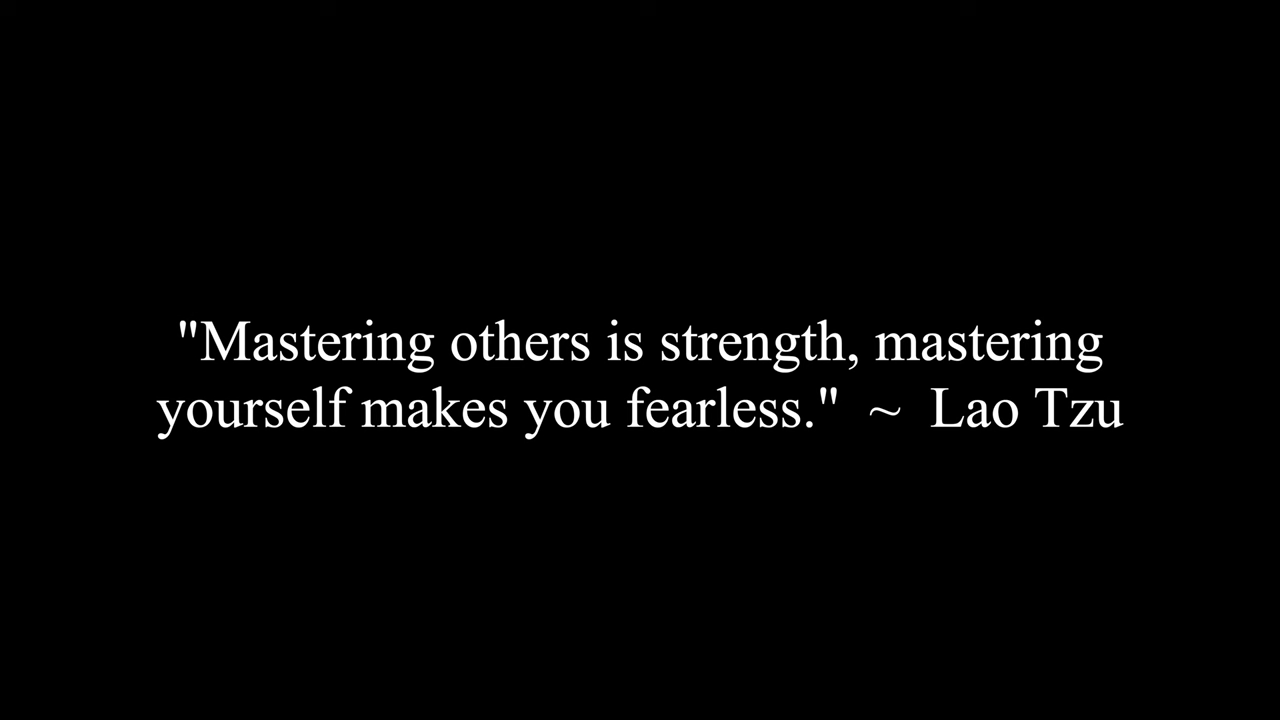 "Mastering others is strength, mastering
yourself makes you fearless."  ~  Lao Tzu